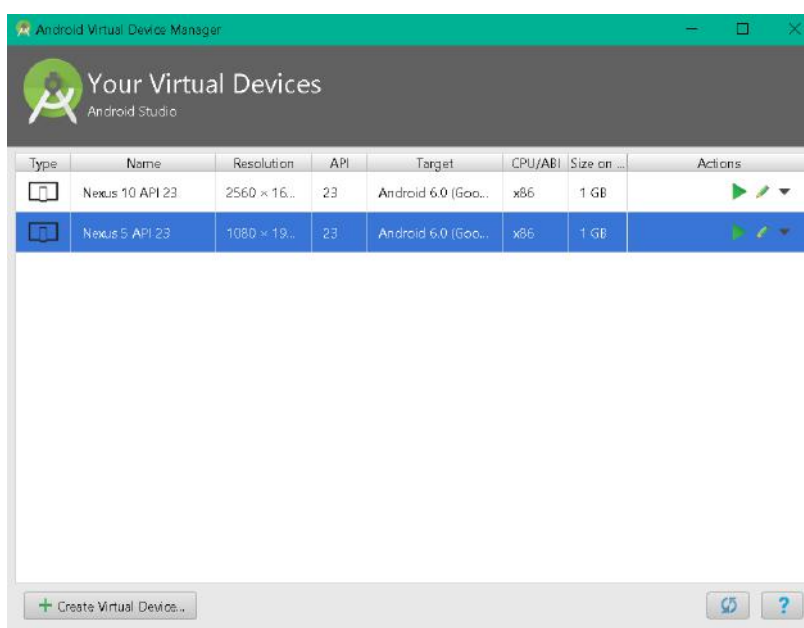 Android Virtual Device Manager
Your Virtual Devices
Android Studio
Type Name Resolution API Target CPU/ABI Size on ... Actions
Nexus 10 API 23 2560 × 16... 23 Android 6.0 (Goo... x86 1 GB
Nexus 5 API 23 1080 × 19... 23 Android 6.0 (Goo... x86 1 GB
+ Create Virtual Device... ?